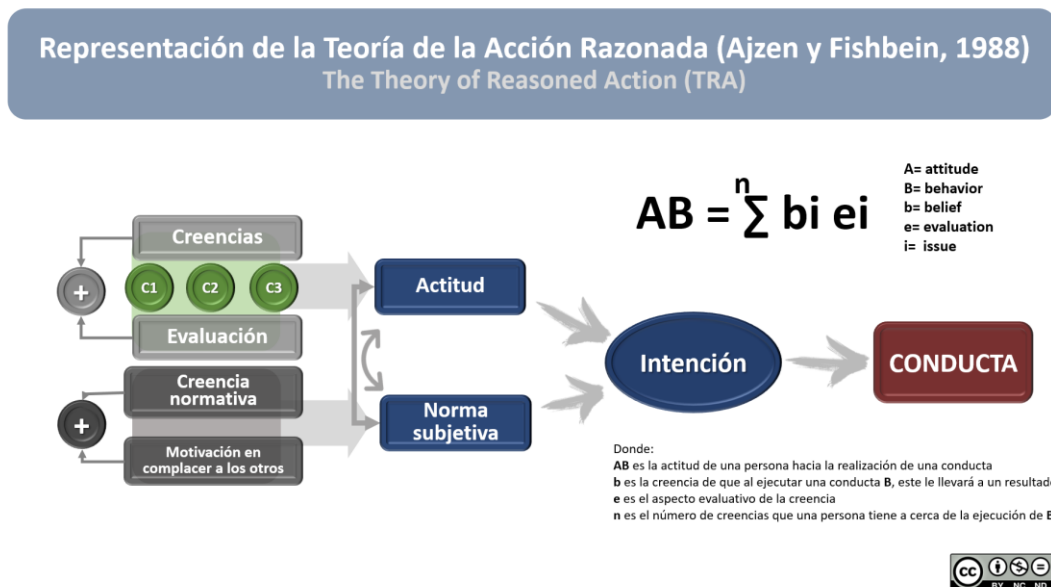 Representación de la Teoría de la Acción Razonada (Ajzen y Fishbein, 1988)
The Theory of Reasoned Action (TRA)
A= attitude
B= behavior
b= belief
e= evaluation
i= issue
n
AB = ∑ bi ei
Creencias
+
C1
C2
C3
Evaluación
Actitud
Creencia
normativa
+
Motivación en
complacer a los otros
Norma
subjetiva
Intención
CONDUCTA
Donde:
AB es la actitud de una persona hacia la realización de una conducta
b es la creencia de que al ejecutar una conducta B, este le llevará a un resultado
e es el aspecto evaluativo de la creencia
n es el número de creencias que una persona tiene a cerca de la ejecución de B
cc
BY NC ND